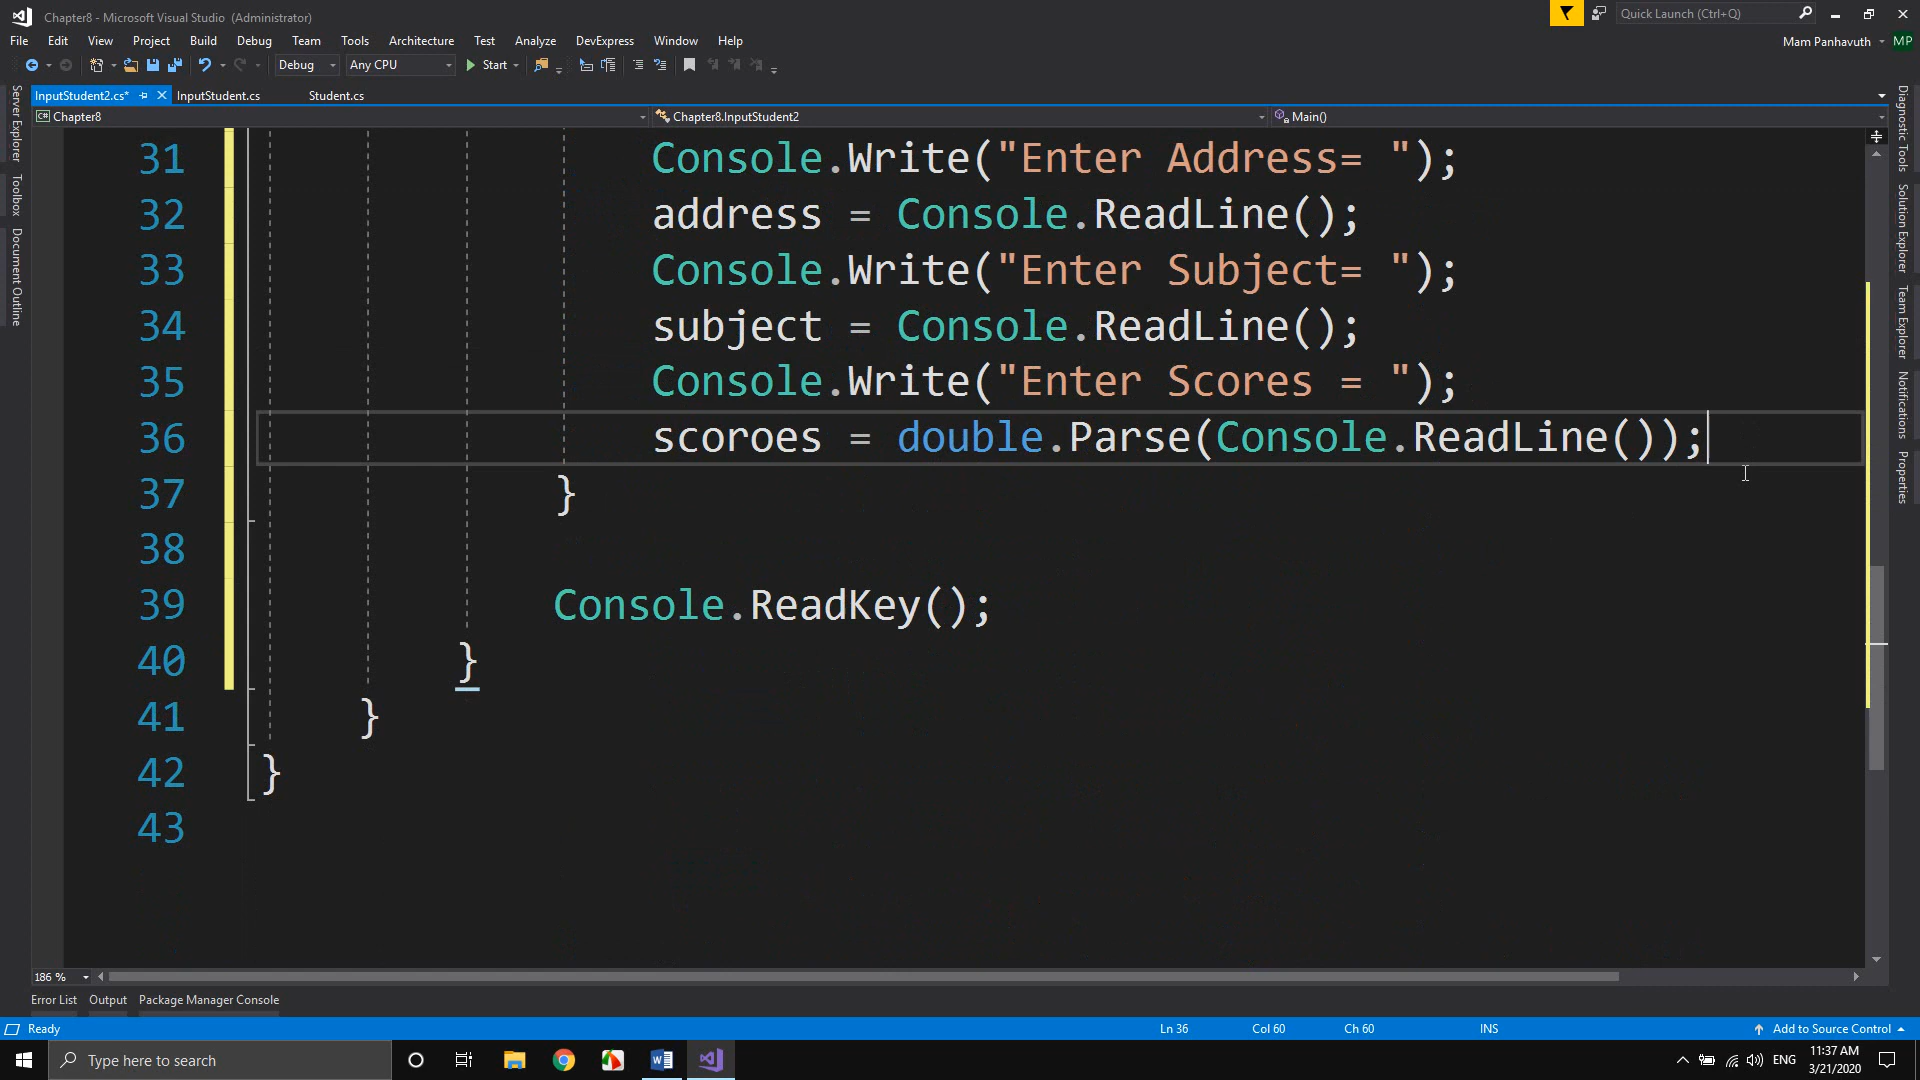 Chapter8 - Microsoft Visual Studio (Administrator)
Quick Launch (Ctrl+Q)
File Edit View Project Build Debug Team Tools Architecture Test Analyze DevExpress Window Help
Mam Panhavuth MP
Debug Any CPU Start
InputStudent2.cs* InputStudent.cs Student.cs
C# Chapter8 Chapter8.InputStudent2 Main()
Server Explorer
Toolbox
Document Outline
31 Console.Write("Enter Address= ");
32 address = Console.ReadLine();
33 Console.Write("Enter Subject= ");
34 subject = Console.ReadLine();
35 Console.Write("Enter Scores = ");
36 scoroes = double.Parse(Console.ReadLine());
37 }
38
39 Console.ReadKey();
40 }
41 }
42 }
43
Diagnostic Tools
Solution Explorer
Team Explorer
Notifications
Properties
186 %
Error List Output Package Manager Console
Ready Ln 36 Col 60 Ch 60 INS Add to Source Control
Type here to search
ENG
11:37 AM
3/21/2020